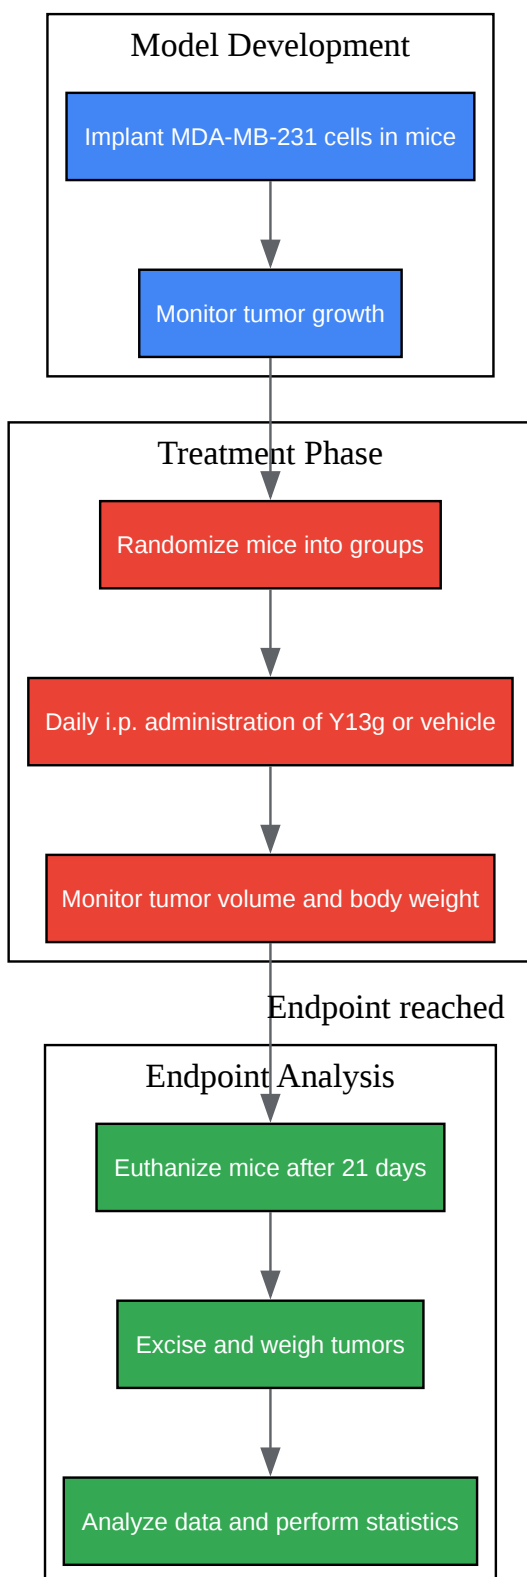 Model Development
Implant MDA-MB-231 cells in mice
Monitor tumor growth
Treatment Phase
Randomize mice into groups
Daily i.p. administration of Y13g or vehicle
Monitor tumor volume and body weight
Endpoint reached
Endpoint Analysis
Euthanize mice after 21 days
Excise and weigh tumors
Analyze data and perform statistics